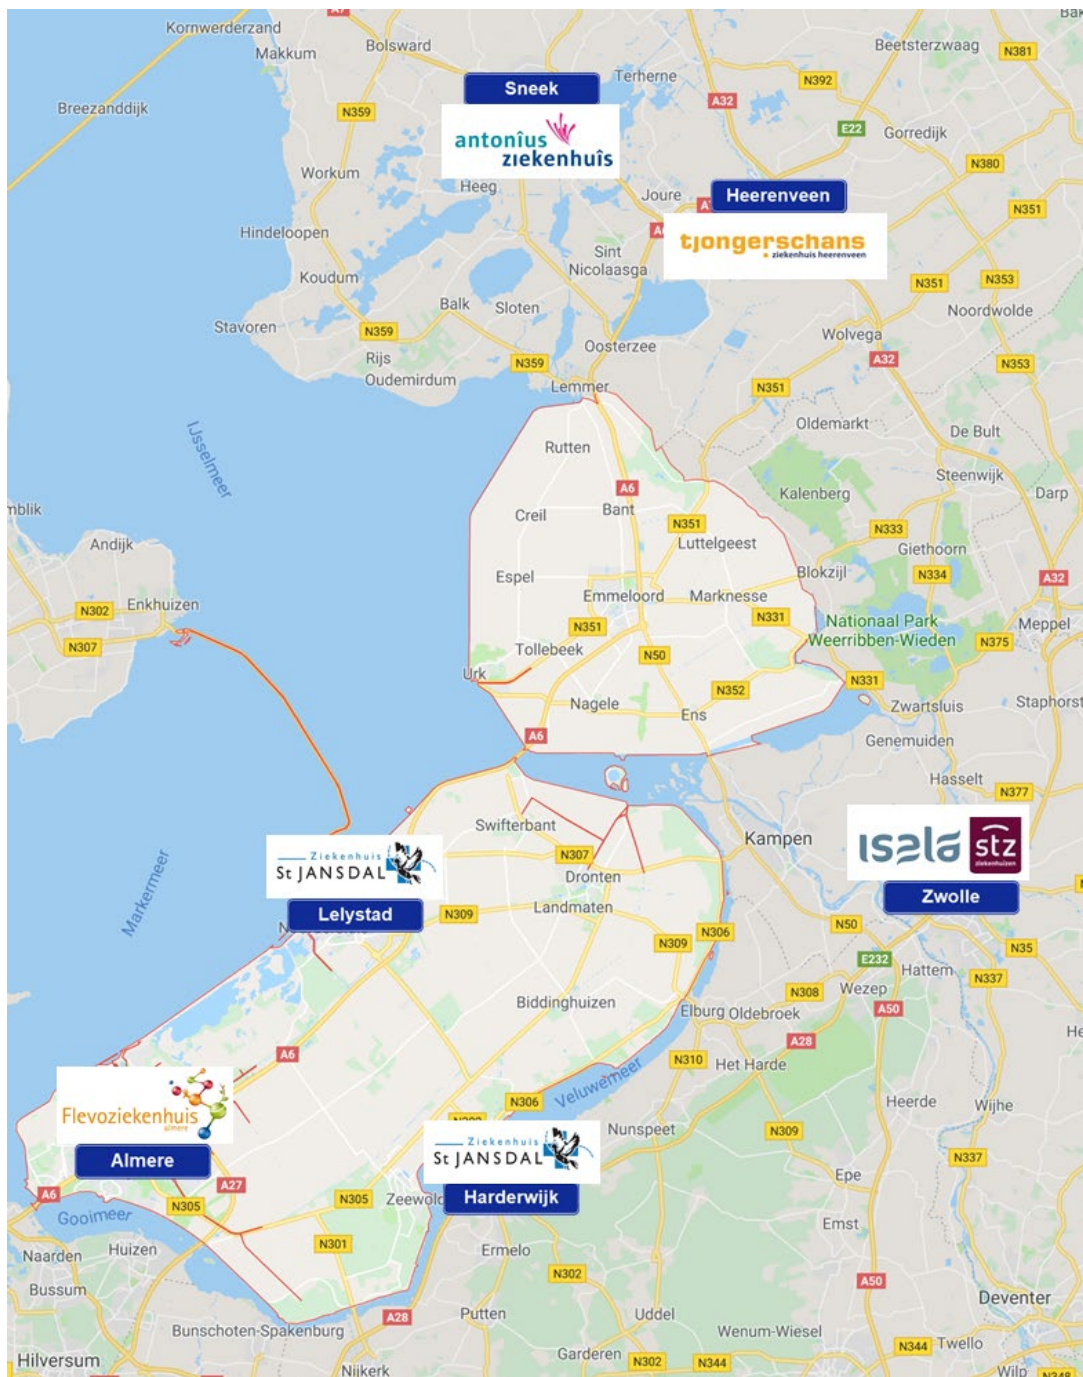 Kornwerderzand
A7
Makkum
Bolsward
Beetsterzwaag
N381
Breezanddijk
N359
Sneek
Terherne
N392
A32
E22
Gorredijk
antonius
ziekenhuis
N380
Workum
Heeg
Joure
Heerenveen
N351
Hindeloopen
tjongerschans
ziekenhuis heerenveen
Sint
Nicolaasga
Koudum
Balk
Sloten
N351
N353
Noordwolde
Stavoren
N359
Oosterzee
Wolvega
Rijs
N359
A32
N353
Oudemirdum
Lemmer
N351
IJsselmeer
Rutten
Oldemarkt
De Bult
A6
Steenwijk
Kalenberg
Darp
Creil
Bant
N351
Andijk
Luttelgeest
N333
Giethoorn
Espel
Blokzijl
N334
A32
N302
Enkhuizen
Emmeloord
Marknesse
N331
Nationaal Park
Weerribben-Wieden
Meppel
N307
N351
Tollebeek
N50
N375
Urk
N331
N352
Nagele
Ens
Zwartsluis
Staphorst
A6
Genemuiden
Hasselt
N377
Swifterbant
Kampen
isala
stz
ziekenhuizen
Ziekenhuis
St JANSDAL
N307
Dronten
Lelystad
N309
Landmaten
Zwolle
Markermeer
N309
N306
N50
N35
E232
Hattem
N337
Biddinghuizen
N308
Wezep
Elburg
Oldebroek
A50
A28
A6
N310
Het Harde
Veluwemeer
Flevoziekenhuis
almere
N306
Heerde
Wijhe
Nunspeet
N309
Ziekenhuis
St JANSDAL
Almere
Epe
N337
A6
A27
N305
N305
Zeewolde
Harderwijk
Gooimeer
Emst
Naarden
Huizen
N301
Ermelo
N302
A50
Bussum
A28
Putten
Uddel
Deventer
Bunschoten-Spakenburg
Wenum-Wiesel
N344
Twello
Hilversum
Nijkerk
Garderen
N302
N344
Wilp
N348